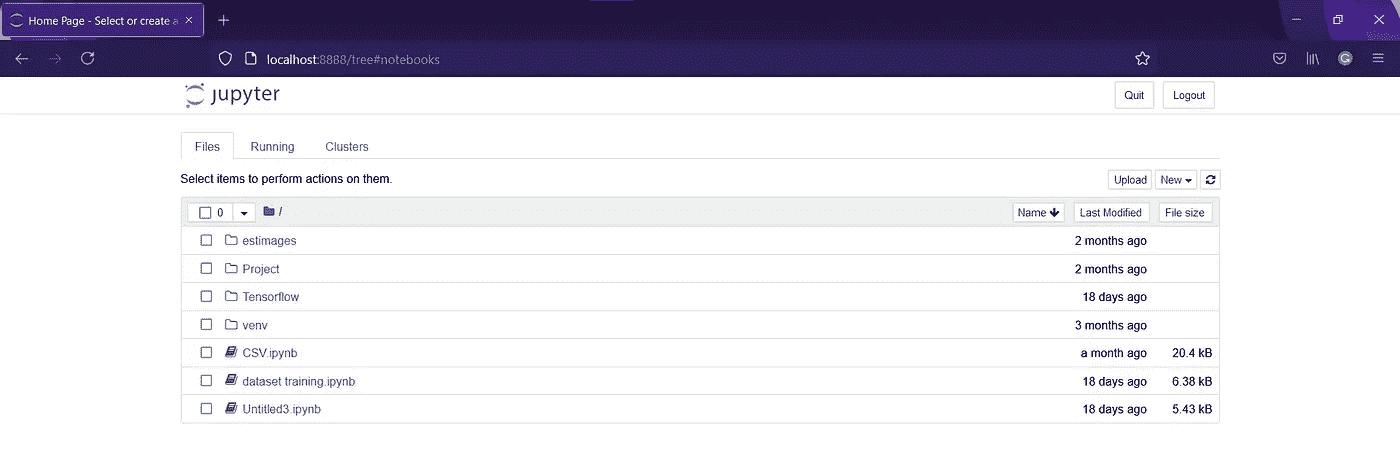 Home Page - Select or create a
localhost:8888/tree#notebooks
G
jupyter
Quit Logout
Files Running Clusters
Select items to perform actions on them.
Upload New
0 / Name Last Modified File size
estimages 2 months ago
Project 2 months ago
Tensorflow 18 days ago
venv 3 months ago
CSV.ipynb a month ago 20.4 kB
dataset training.ipynb 18 days ago 6.38 kB
Untitled3.ipynb 18 days ago 5.43 kB